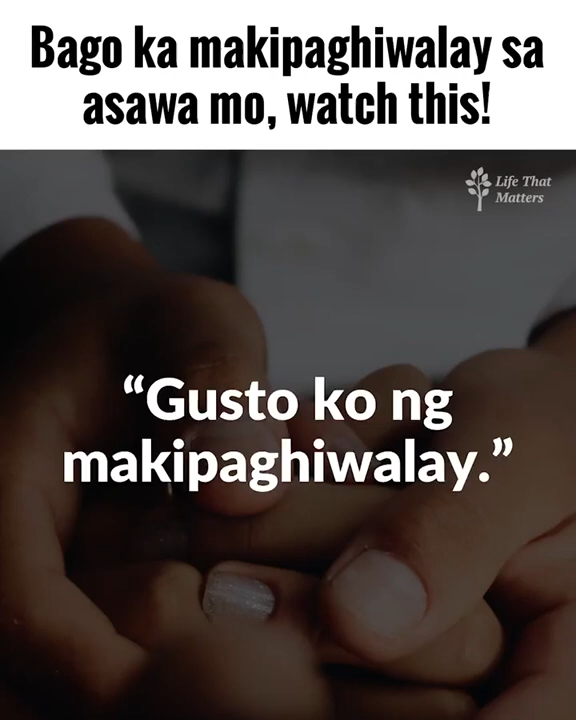 Bago ka makipaghiwalay sa
asawa mo, watch this!
Life That
Matters
“Gusto ko ng
makipaghiwalay.”